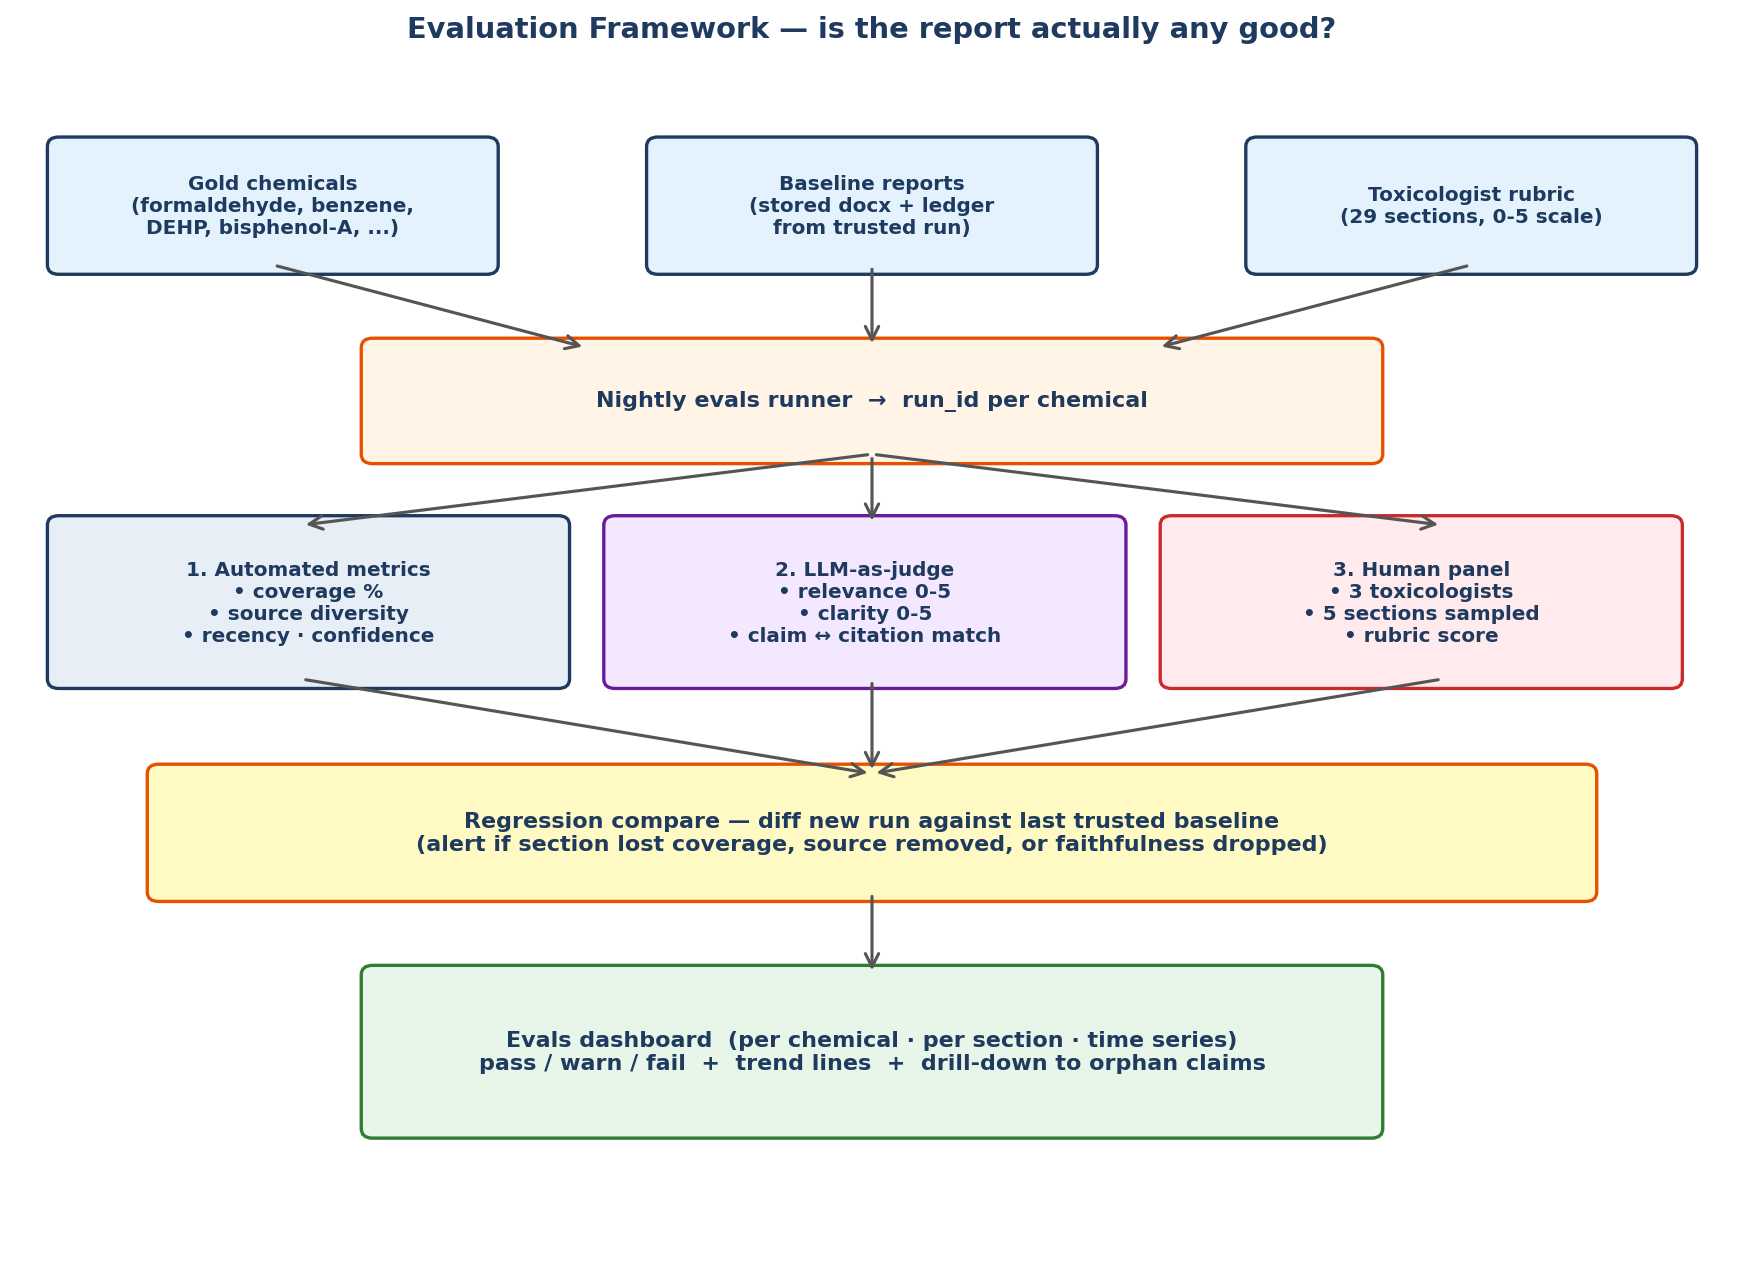 Evaluation Framework — is the report actually any good?
Gold chemicals
(formaldehyde, benzene,
DEHP, bisphenol-A, ...)
Baseline reports
(stored docx + ledger
from trusted run)
Toxicologist rubric
(29 sections, 0-5 scale)
Nightly evals runner → run_id per chemical
1. Automated metrics
• coverage %
• source diversity
• recency · confidence
2. LLM-as-judge
• relevance 0-5
• clarity 0-5
• claim ↔ citation match
3. Human panel
• 3 toxicologists
• 5 sections sampled
• rubric score
Regression compare — diff new run against last trusted baseline
(alert if section lost coverage, source removed, or faithfulness dropped)
Evals dashboard (per chemical · per section · time series)
pass / warn / fail + trend lines + drill-down to orphan claims